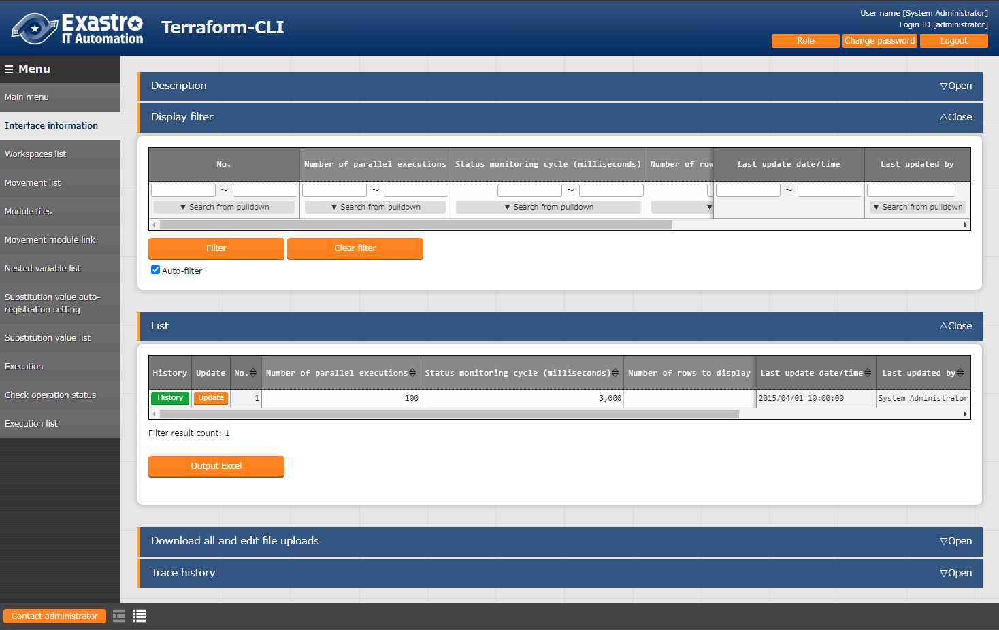 Exastro
IT Automation
Terraform-CLI
User name [System Administrator]
Login ID [administrator]
Role
Change password
Logout
Menu
Main menu
Interface information
Workspaces list
Movement list
Module files
Movement module link
Nested variable list
Substitution value auto-
registration setting
Substitution value list
Execution
Check operation status
Execution list
Description
▽Open
Display filter
△Close
No.
Number of parallel executions
Status monitoring cycle (milliseconds)
Number of row
Last update date/time
Last updated by
~
~
~
~
▼ Search from pulldown
▼ Search from pulldown
▼ Search from pulldown
▼
▼ Search from pulldown
Filter
Clear filter
Auto-filter
List
△Close
History
Update
No.
Number of parallel executions
Status monitoring cycle (milliseconds)
Number of rows to display
Last update date/time
Last updated by
History
Update
1
100
3,000
2015/04/01 10:00:00
System Administrator
Filter result count: 1
Output Excel
Download all and edit file uploads
▽Open
Trace history
▽Open
Contact administrator